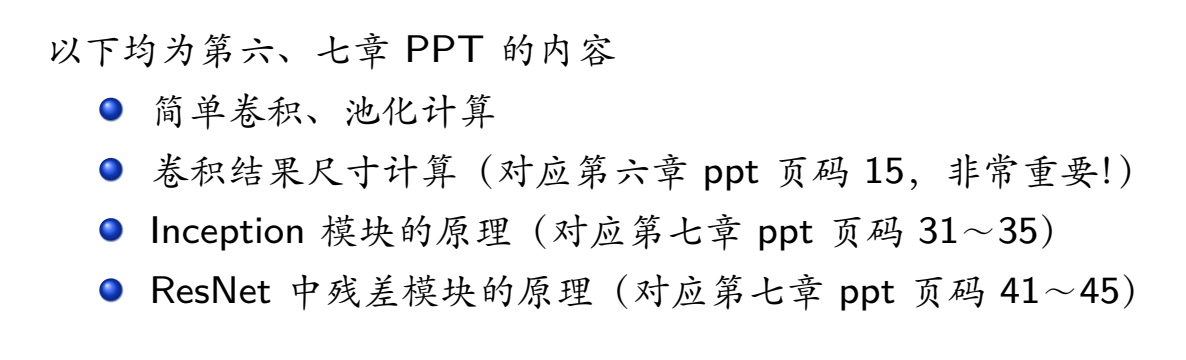 以下均为第六、七章 PPT 的内容
简单卷积、池化计算
卷积结果尺寸计算（对应第六章 ppt 页码 15，非常重要!）
Inception 模块的原理（对应第七章 ppt 页码 31～35）
ResNet 中残差模块的原理（对应第七章 ppt 页码 41～45）